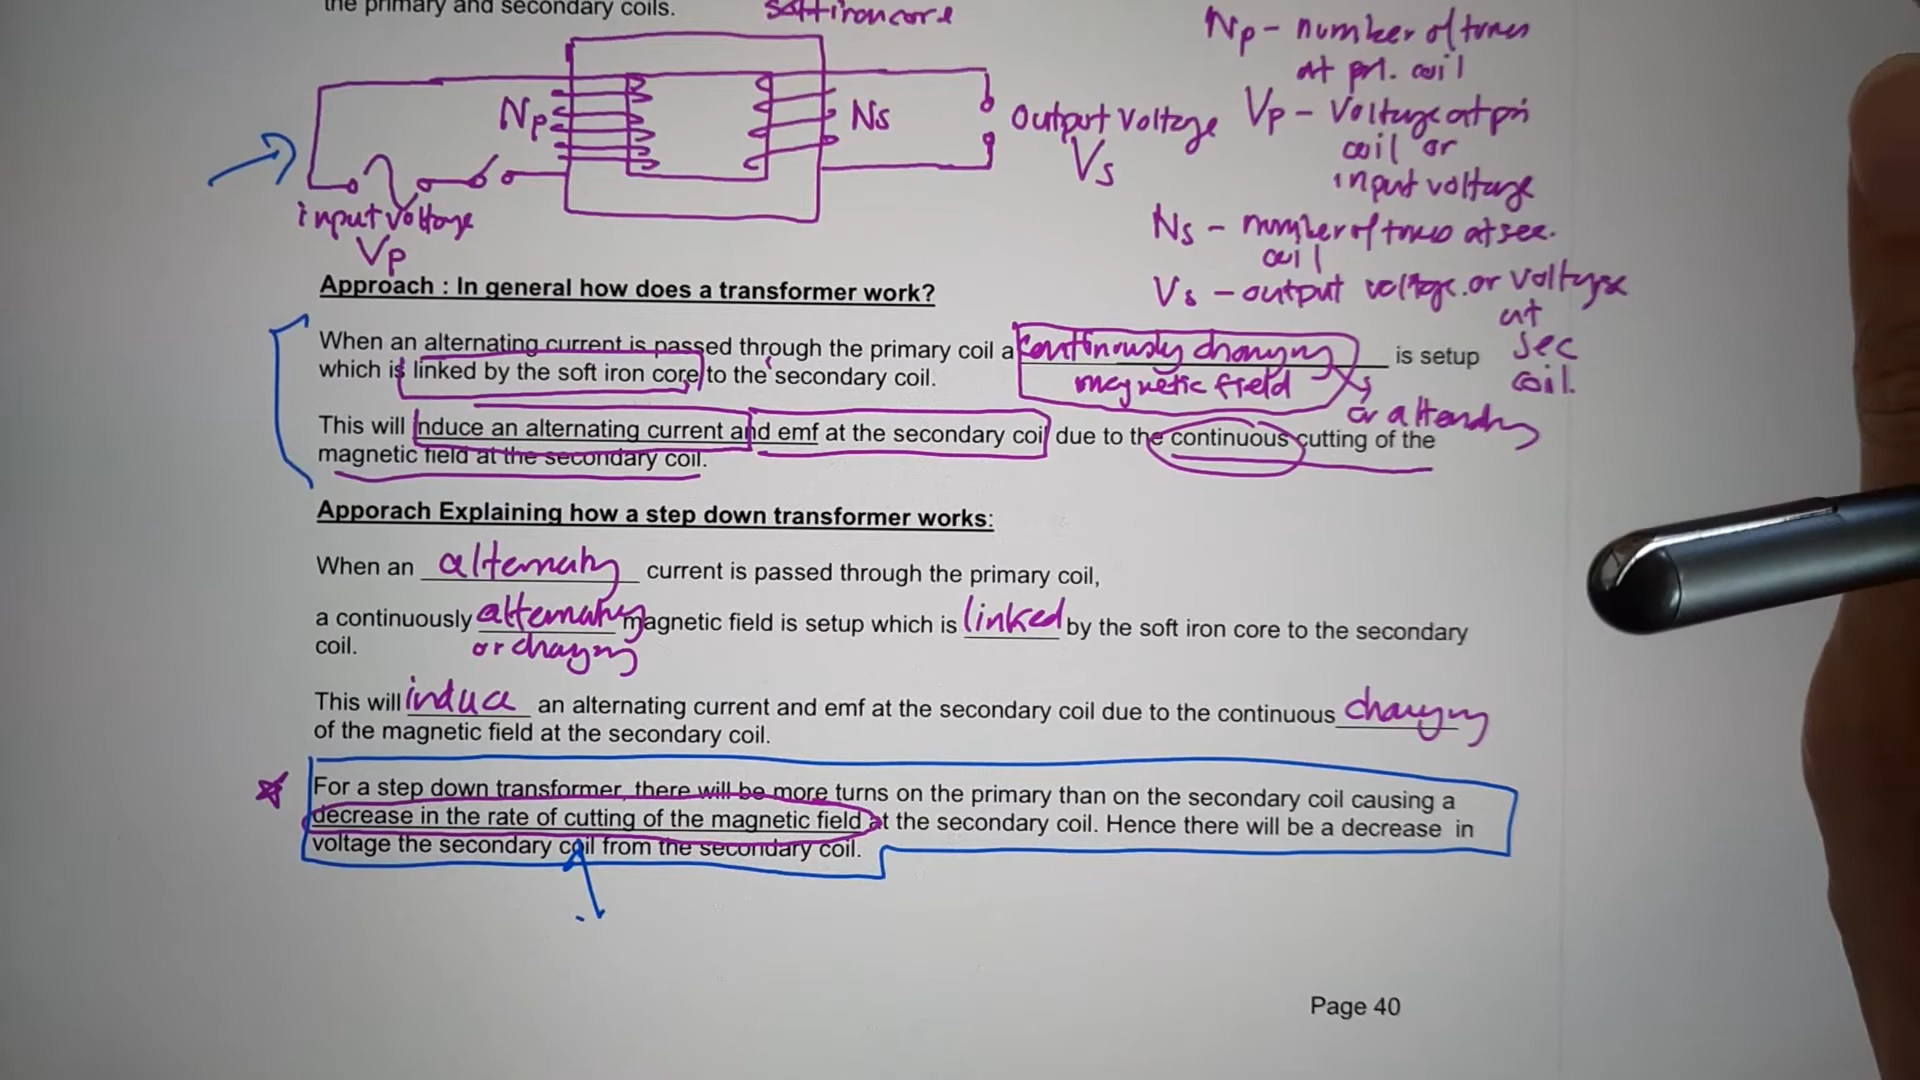 the primary and secondary coils.
soft iron core
Np
Ns
Output Voltage
Vs
input voltage
Vp
Np - number of turns
at pri. coil
Vp - Voltage at pri
coil or
input voltage
Ns - number of turns at sec.
coil
Vs - output voltage or voltage
at
sec
coil.
Approach : In general how does a transformer work?
When an alternating current is passed through the primary coil a continuously changing is setup
magnetic field
or alternating
which is linked by the soft iron core to the secondary coil.
This will induce an alternating current and emf at the secondary coil due to the continuous cutting of the
magnetic field at the secondary coil.
Apporach Explaining how a step down transformer works:
When an alternating current is passed through the primary coil,
a continuously alternating magnetic field is setup which is linked by the soft iron core to the secondary
or changing
coil.
This will induce an alternating current and emf at the secondary coil due to the continuous changing
of the magnetic field at the secondary coil.
For a step down transformer, there will be more turns on the primary than on the secondary coil causing a
decrease in the rate of cutting of the magnetic field at the secondary coil. Hence there will be a decrease in
voltage the secondary coil from the secondary coil.
Page 40